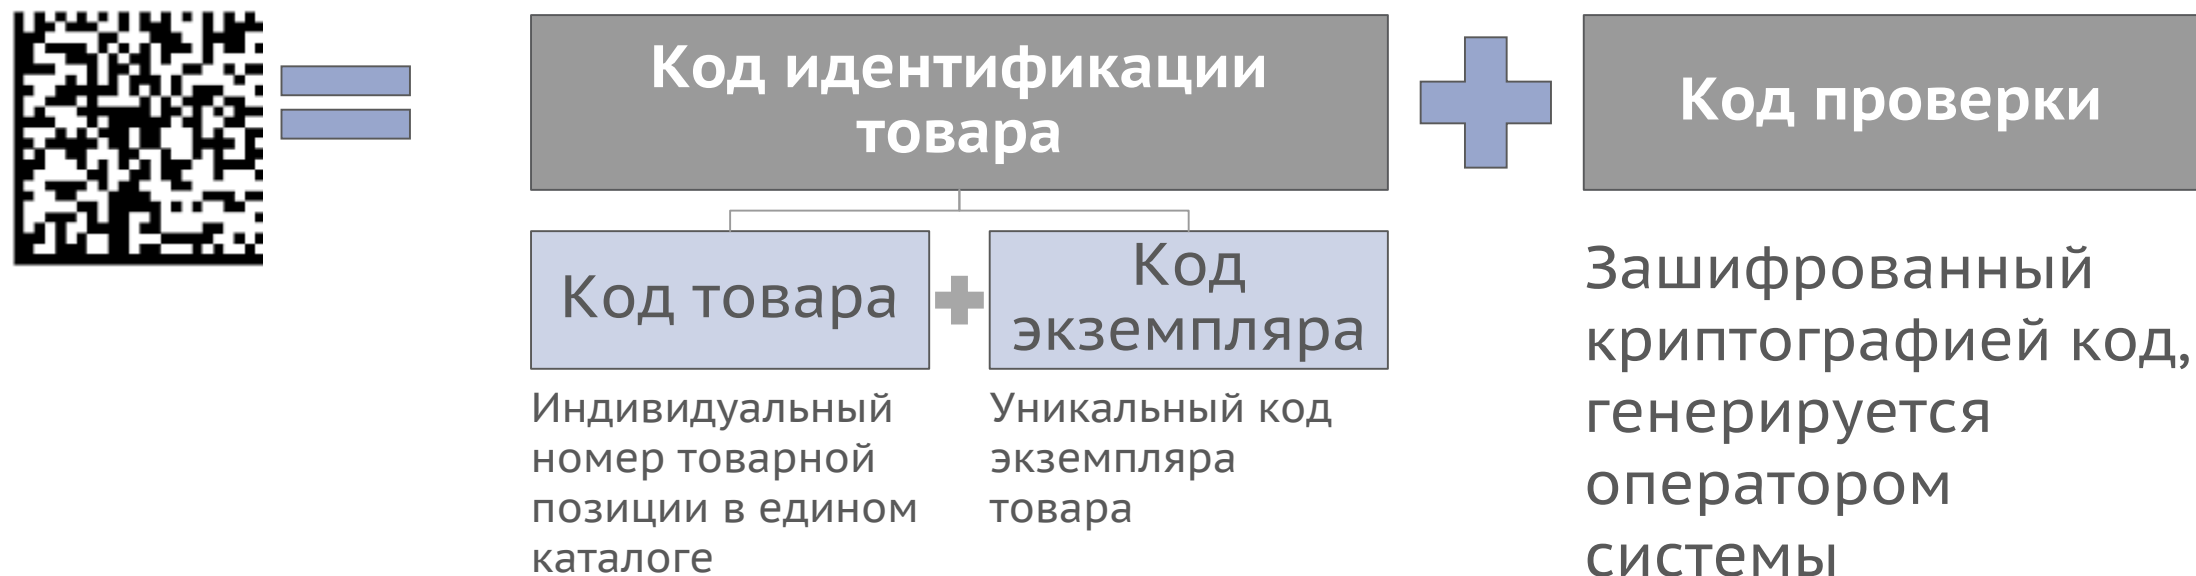 Код идентификации
товара
Код проверки
Код товара
Код
экземпляра
Индивидуальный
номер товарной
позиции в едином
каталоге
Уникальный код
экземпляра
товара
Зашифрованный
криптографией код,
генерируется
оператором
системы